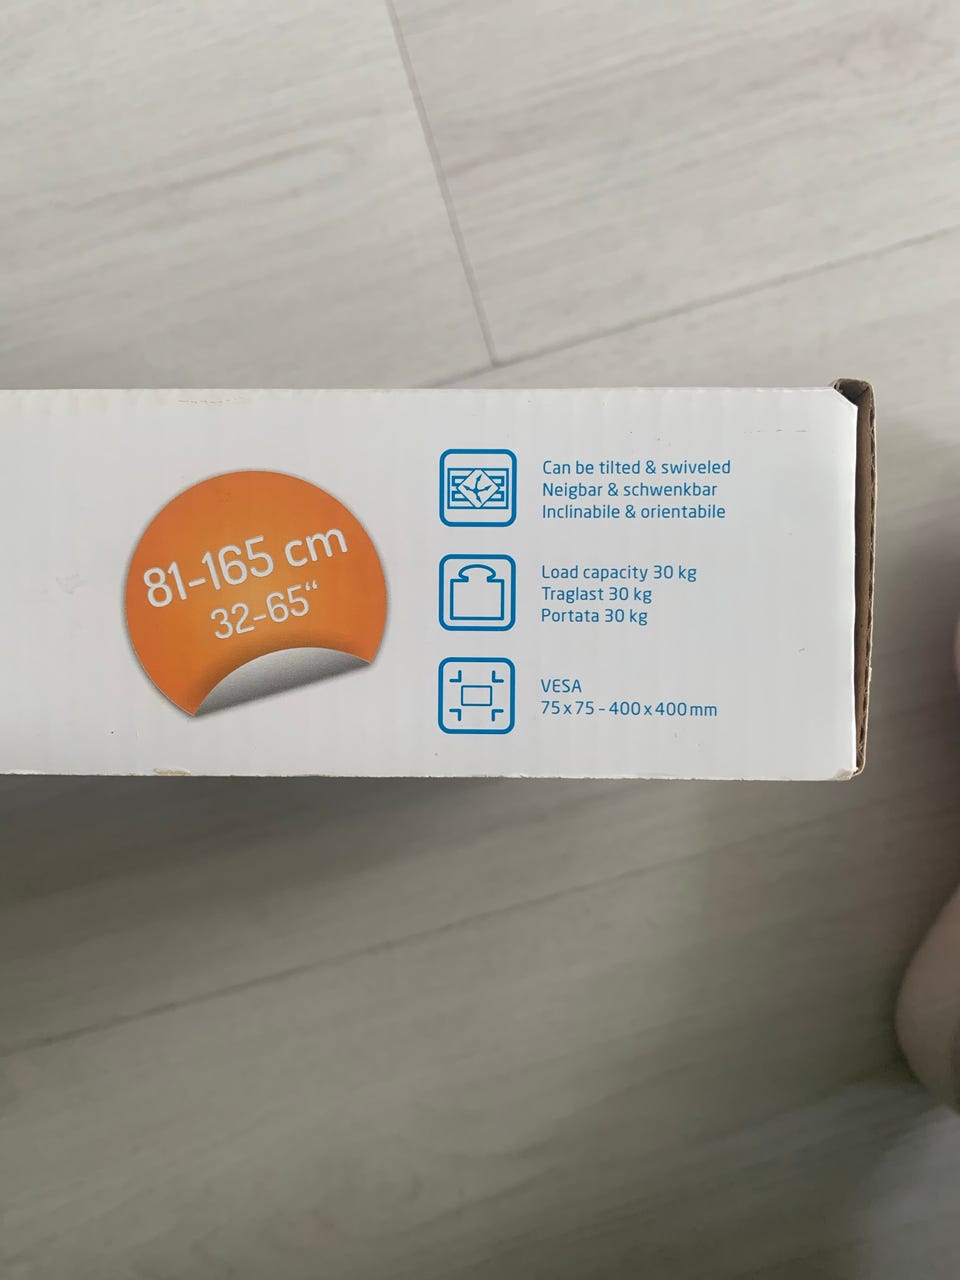 81-165 cm
32-65“
Can be tilted & swiveled
Neigbar & schwenkbar
Inclinabile & orientabile
Load capacity 30 kg
Traglast 30 kg
Portata 30 kg
VESA
75 x 75 – 400 x 400 mm